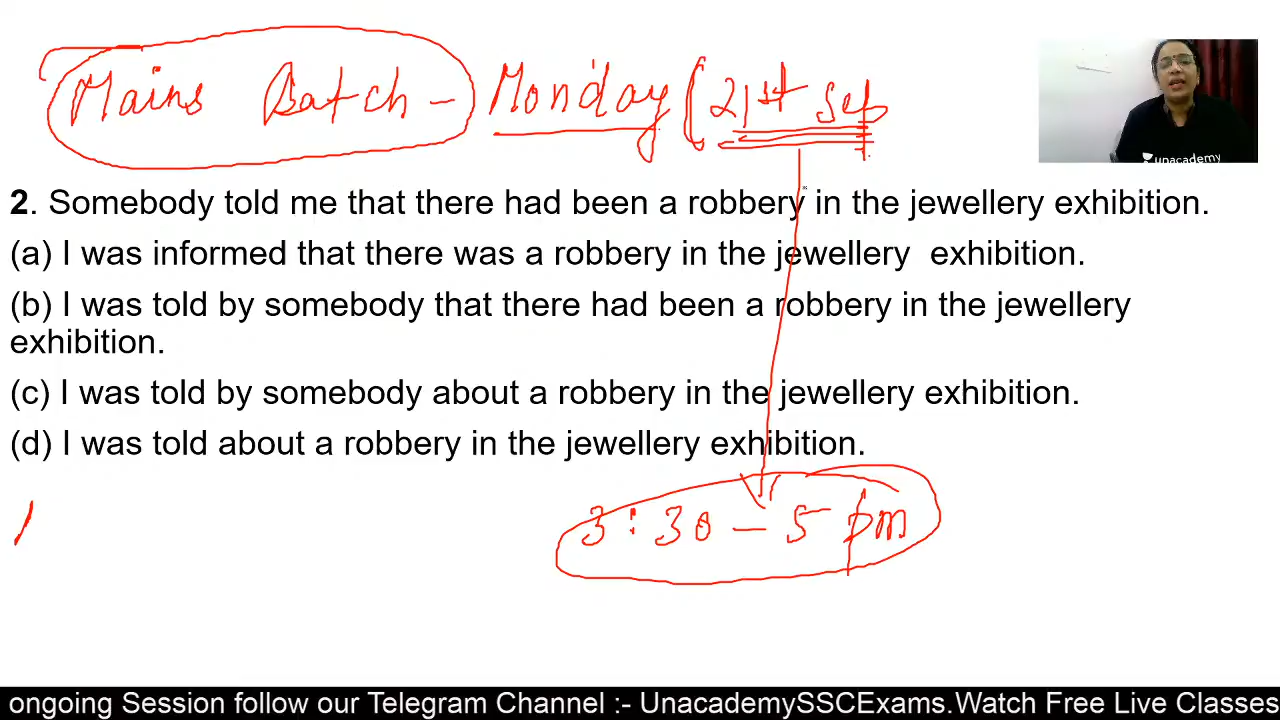 Mains Batch - Monday (21st Sep
unacademy
2. Somebody told me that there had been a robbery in the jewellery exhibition.
(a) I was informed that there was a robbery in the jewellery exhibition.
(b) I was told by somebody that there had been a robbery in the jewellery
exhibition.
(c) I was told by somebody about a robbery in the jewellery exhibition.
(d) I was told about a robbery in the jewellery exhibition.
3:30 - 5 pm
ongoing Session follow our Telegram Channel :- UnacademySSCExams.Watch Free Live Classes